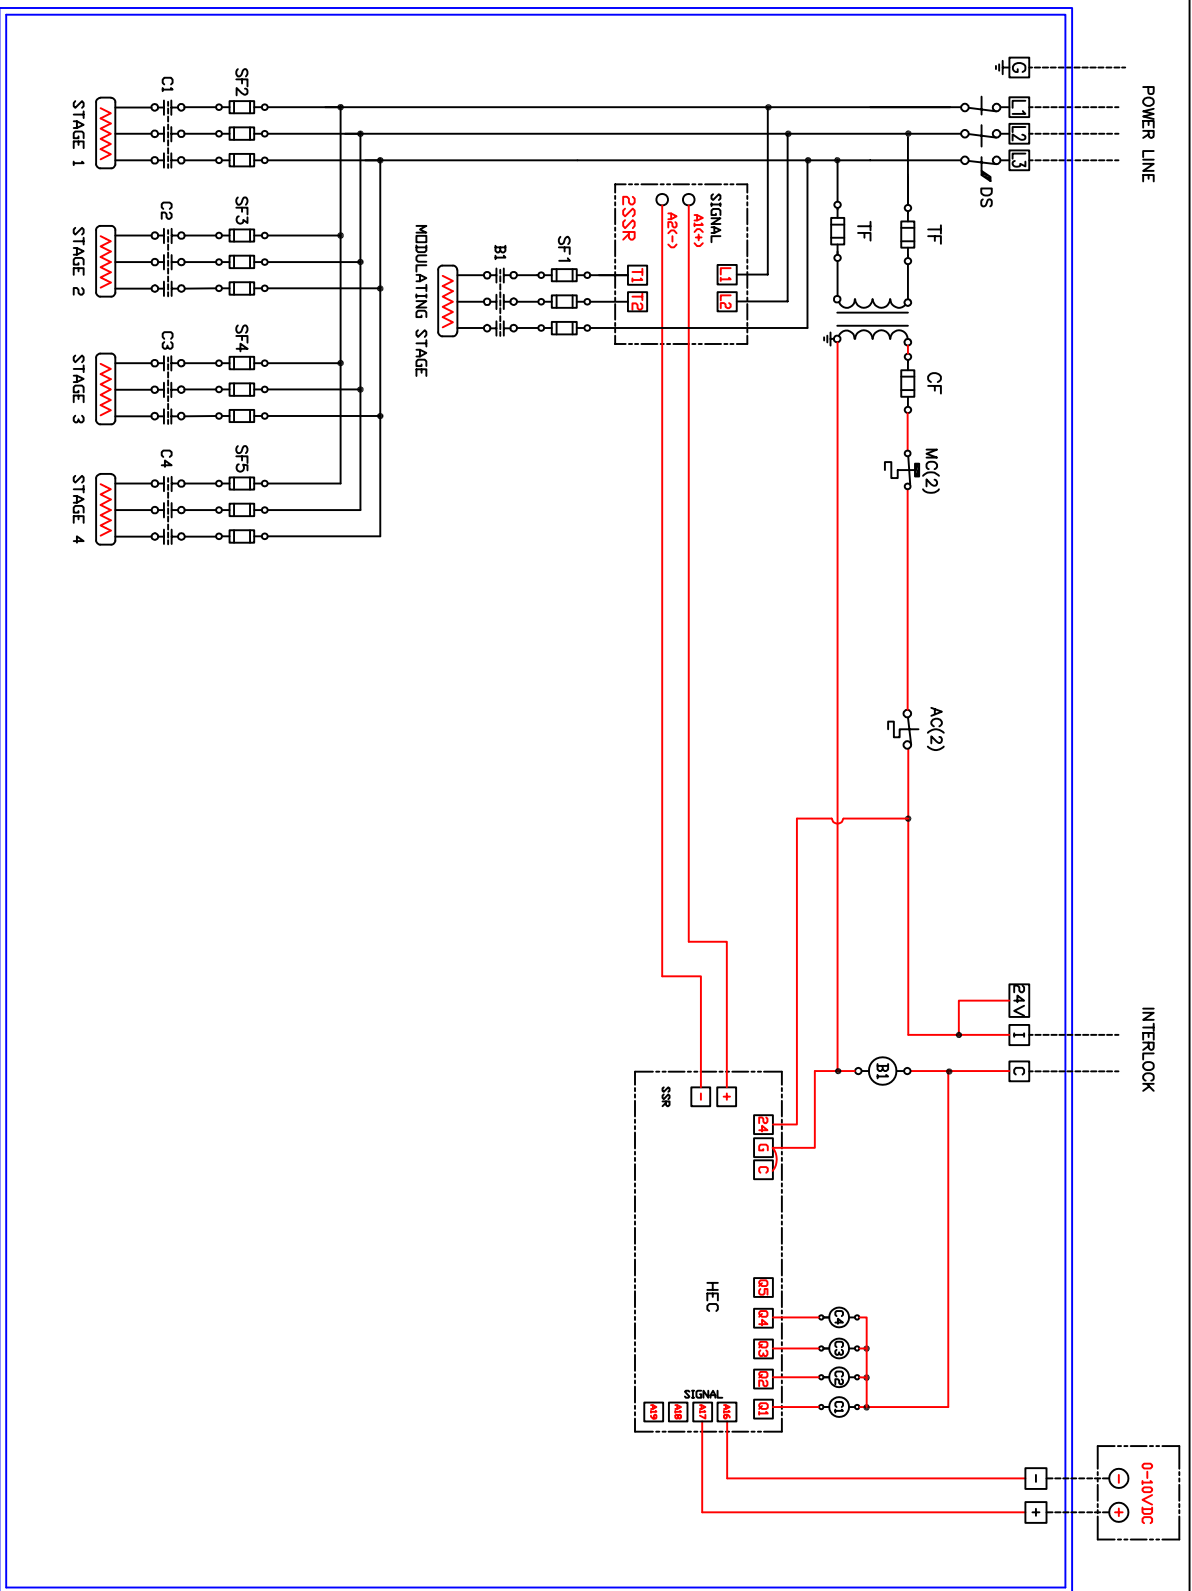 POWER LINE
INTERLOCK
0-10VDC
-
+
G
L1
L2
L3
DS
24V
I
C
-
+
TF
TF
CF
MC(2)
AC(2)
B1
SIGNAL
A1(+)
A2(-)
2SSR
L1
L2
T1
T2
SF1
B1
MODULATING STAGE
SSR
-
+
24
G
C
HEC
Q5
Q4
Q3
Q2
Q1
C4
C3
C2
C1
SIGNAL
A19
A18
A17
A16
SF2
C1
STAGE 1
SF3
C2
STAGE 2
SF4
C3
STAGE 3
SF5
C4
STAGE 4